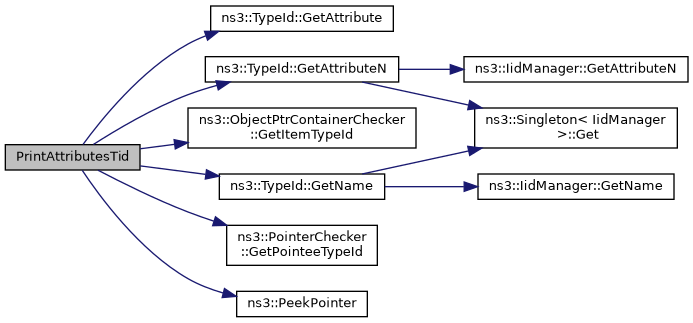 ns3::TypeId::GetAttribute
ns3::TypeId::GetAttributeN
ns3::IidManager::GetAttributeN
ns3::ObjectPtrContainerChecker
::GetItemTypeId
ns3::Singleton< IidManager
>::Get
PrintAttributesTid
ns3::TypeId::GetName
ns3::IidManager::GetName
ns3::PointerChecker
::GetPointeeTypeId
ns3::PeekPointer